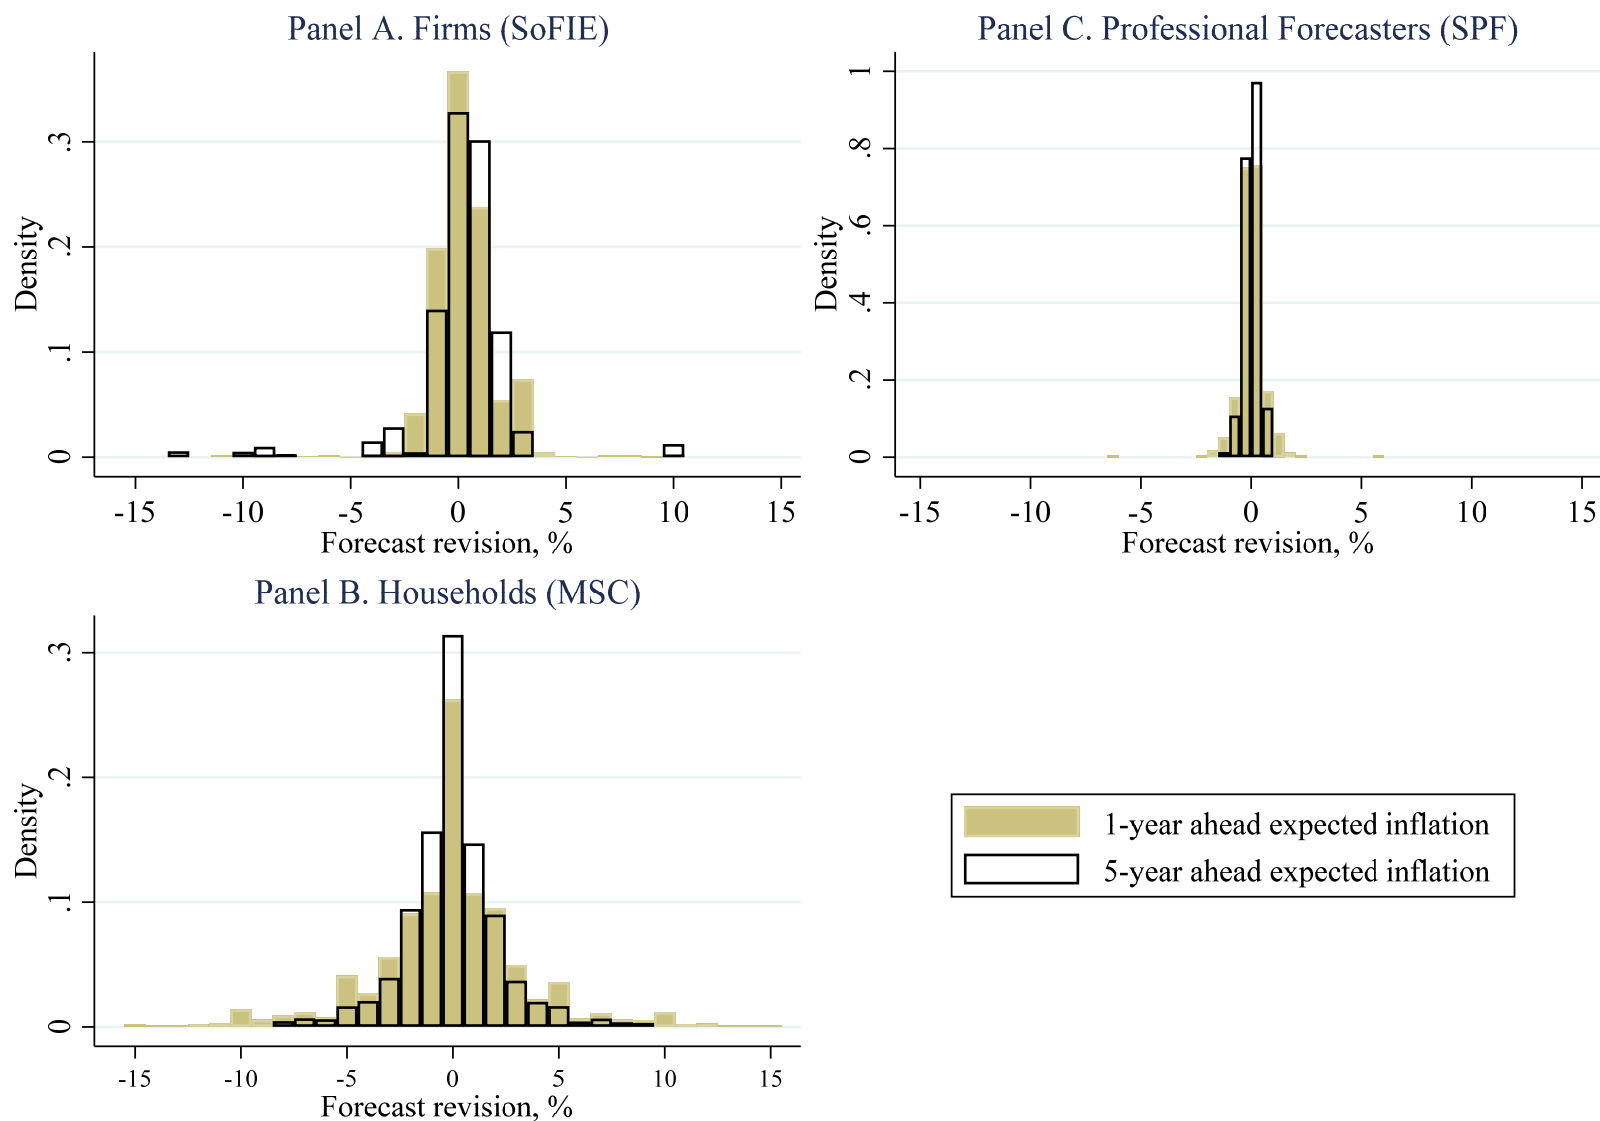 Panel A. Firms (SoFIE)
Density
.3
.2
.1
0
-15 -10 -5 0 5 10 15
Forecast revision, %
Panel C. Professional Forecasters (SPF)
Density
1
.8
.6
.4
.2
0
-15 -10 -5 0 5 10 15
Forecast revision, %
Panel B. Households (MSC)
Density
.3
.2
.1
0
-15 -10 -5 0 5 10 15
Forecast revision, %
1-year ahead expected inflation
5-year ahead expected inflation